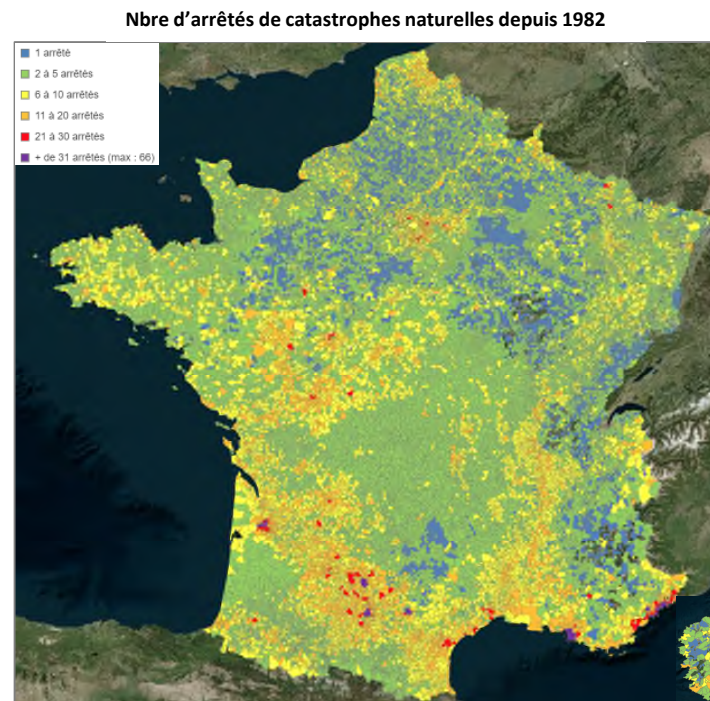 Nbre d’arrêtés de catastrophes naturelles depuis 1982
1 arrêté
2 à 5 arrêtés
6 à 10 arrêtés
11 à 20 arrêtés
21 à 30 arrêtés
+ de 31 arrêtés (max : 66)